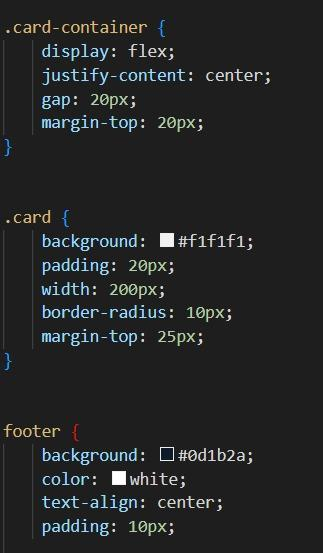 .card-container {
    display: flex;
    justify-content: center;
    gap: 20px;
    margin-top: 20px;
}
.card {
    background: #f1f1f1;
    padding: 20px;
    width: 200px;
    border-radius: 10px;
    margin-top: 25px;
}
footer {
    background: #0d1b2a;
    color: white;
    text-align: center;
    padding: 10px;